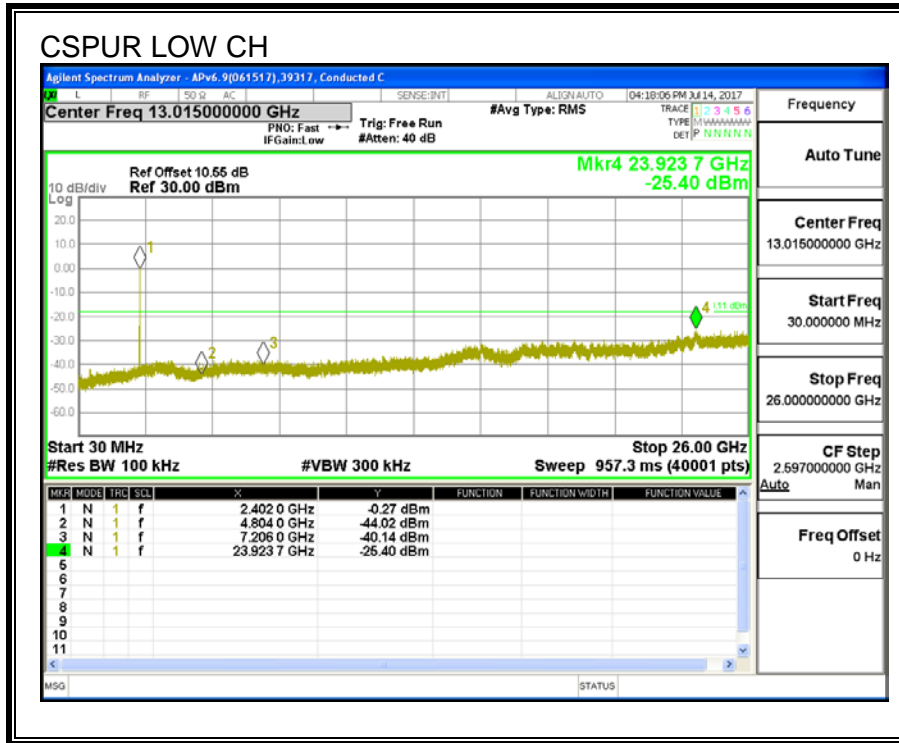 CSPUR LOW CH
Agilent Spectrum Analyzer - APv6.9(061517),39317, Conducted C
L RF 50 Ω AC SENSE:INT ALIGN AUTO 04:18:06 PM Jul 14, 2017
Center Freq 13.015000000 GHz
PNO: Fast
IFGain:Low
Trig: Free Run
#Atten: 40 dB
#Avg Type: RMS
TRACE 1 2 3 4 5 6
TYPE M
DET P N N N N N
Mkr4 23.923 7 GHz
-25.40 dBm
Ref Offset 10.55 dB
10 dB/div Ref 30.00 dBm
Log
20.0
10.0
0.00
-10.0
-20.0
-30.0
-40.0
-50.0
-60.0
1
2
3
4
Start 30 MHz Stop 26.00 GHz
#Res BW 100 kHz #VBW 300 kHz Sweep 957.3 ms (40001 pts)
MKR MODE TRC SCL X Y FUNCTION FUNCTION WIDTH FUNCTION VALUE
1 N 1 f 2.402 0 GHz -0.27 dBm
2 N 1 f 4.804 0 GHz -44.02 dBm
3 N 1 f 7.206 0 GHz -40.14 dBm
4 N 1 f 23.923 7 GHz -25.40 dBm
5
6
7
8
9
10
11
MSG STATUS
Frequency
Auto Tune
Center Freq
13.015000000 GHz
Start Freq
30.000000 MHz
Stop Freq
26.000000000 GHz
CF Step
2.597000000 GHz
Auto Man
Freq Offset
0 Hz